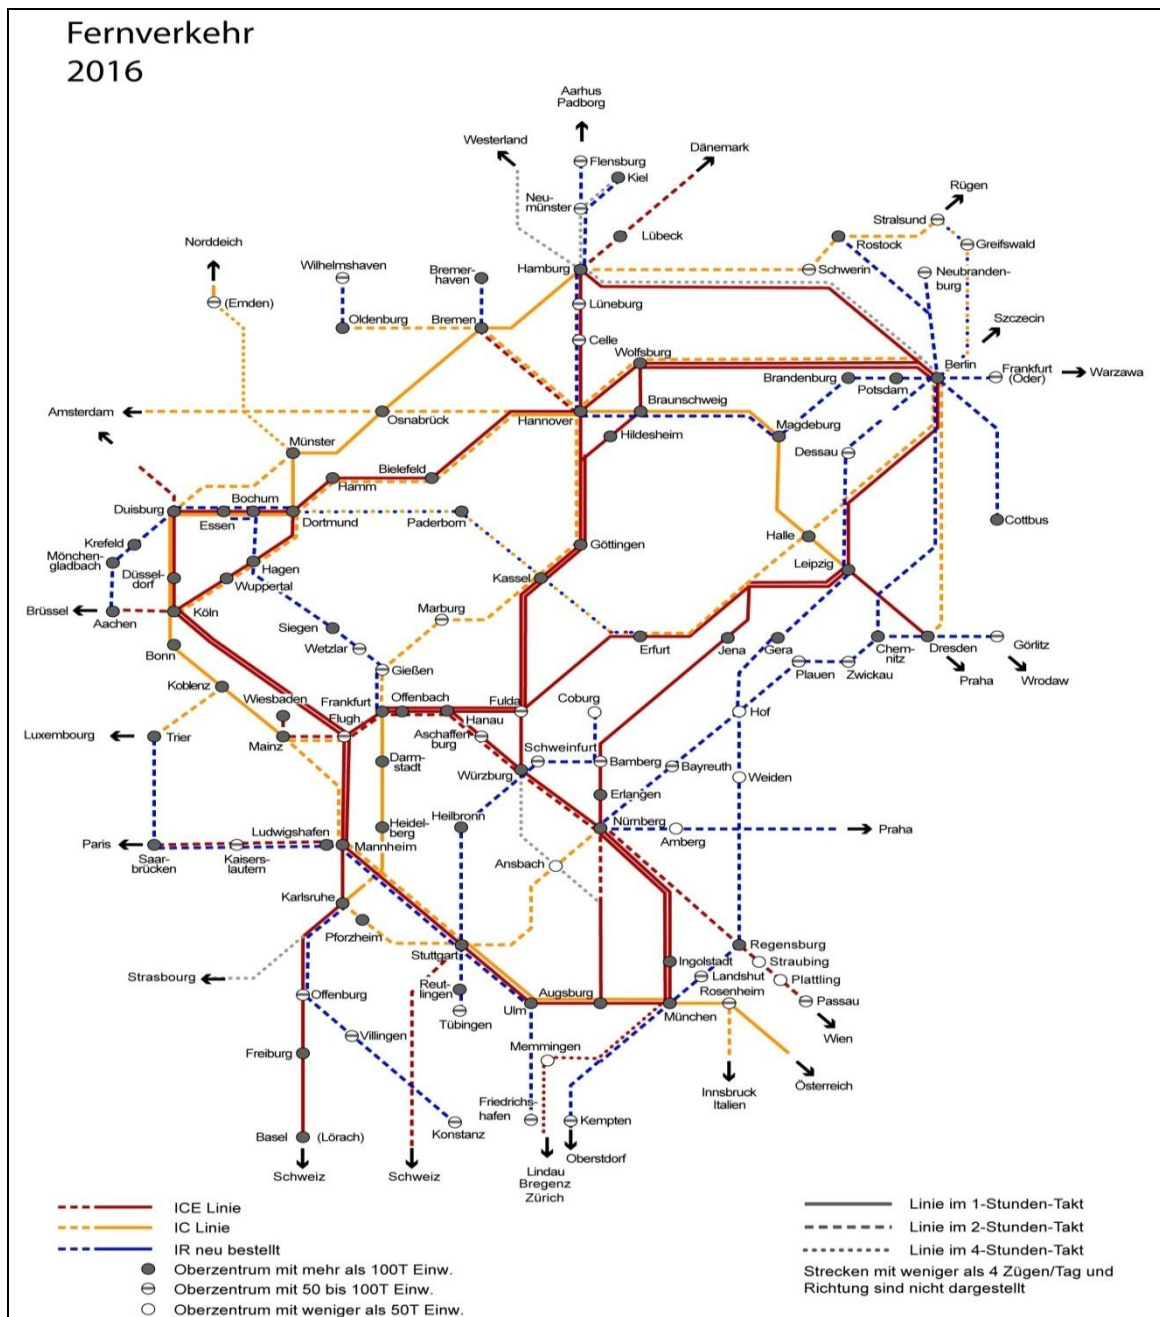 Fernverkehr
2016
Aarhus
Padborg
Westerland
Dänemark
Flensburg
Kiel
Neu-
münster
Rügen
Stralsund
Lübeck
Rostock
Greifswald
Norddeich
Wilhelmshaven
Bremer-
haven
Hamburg
Schwerin
Neubranden-
burg
(Emden)
Lüneburg
Oldenburg
Bremen
Szczecin
Celle
Wolfsburg
Berlin
Brandenburg
Potsdam
Frankfurt
(Oder)
Warzawa
Amsterdam
Osnabrück
Hannover
Braunschweig
Magdeburg
Hildesheim
Münster
Dessau
Bielefeld
Hamm
Bochum
Duisburg
Essen
Dortmund
Paderborn
Cottbus
Krefeld
Mönchen-
gladbach
Göttingen
Halle
Hagen
Leipzig
Düssel-
dorf
Wuppertal
Kassel
Brüssel
Aachen
Köln
Marburg
Siegen
Wetzlar
Bonn
Erfurt
Jena
Gera
Chem-
nitz
Dresden
Görlitz
Gießen
Plauen
Zwickau
Praha
Wrodaw
Koblenz
Wiesbaden
Frankfurt
Flugh.
Offenbach
Fulda
Coburg
Hanau
Hof
Luxembourg
Trier
Mainz
Aschaffen
burg
Schweinfurt
Bamberg
Bayreuth
Darm-
stadt
Würzburg
Weiden
Erlangen
Heilbronn
Nürnberg
Heidel-
berg
Ludwigshafen
Amberg
Praha
Paris
Saar-
brücken
Kaisers-
lautern
Mannheim
Ansbach
Karlsruhe
Pforzheim
Stuttgart
Regensburg
Straubing
Ingolstadt
Strasbourg
Landshut
Plattling
Reut-
lingen
Augsburg
Rosenheim
Offenburg
Tübingen
Ulm
München
Passau
Villingen
Wien
Memmingen
Freiburg
Innsbruck
Italien
Österreich
Friedrichs-
hafen
Kempten
Konstanz
Basel
(Lörach)
Oberstdorf
Schweiz
Schweiz
Lindau
Bregenz
Zürich
ICE Linie
IC Linie
IR neu bestellt
Oberzentrum mit mehr als 100T Einw.
Oberzentrum mit 50 bis 100T Einw.
Oberzentrum mit weniger als 50T Einw.
Linie im 1-Stunden-Takt
Linie im 2-Stunden-Takt
Linie im 4-Stunden-Takt
Strecken mit weniger als 4 Zügen/Tag und
Richtung sind nicht dargestellt